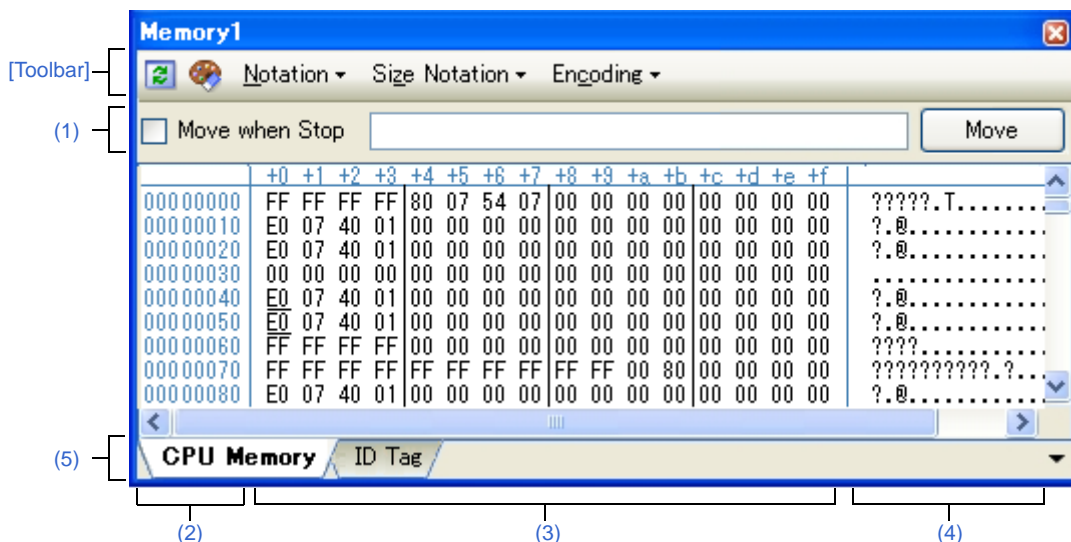 Memory1
[Toolbar] Notation Size Notation Encoding
(1) Move when Stop Move
+0 +1 +2 +3 +4 +5 +6 +7 +8 +9 +a +b +c +d +e +f
00000000 FF FF FF FF 80 07 54 07 00 00 00 00 00 00 00 00 ?????.T.........
00000010 E0 07 40 01 00 00 00 00 00 00 00 00 00 00 00 00 ?.@.............
00000020 E0 07 40 01 00 00 00 00 00 00 00 00 00 00 00 00 ?.@.............
00000030 00 00 00 00 00 00 00 00 00 00 00 00 00 00 00 00 ................
00000040 E0 07 40 01 00 00 00 00 00 00 00 00 00 00 00 00 ?.@.............
00000050 E0 07 40 01 00 00 00 00 00 00 00 00 00 00 00 00 ?.@.............
00000060 FF FF FF FF 00 00 00 00 00 00 00 00 00 00 00 00 ????............
00000070 FF FF FF FF FF FF FF FF FF FF 00 80 00 00 00 00 ??????????.?...
00000080 E0 07 40 01 00 00 00 00 00 00 00 00 00 00 00 00 ?.@.............
(5) CPU Memory ID Tag
(2) (3) (4)